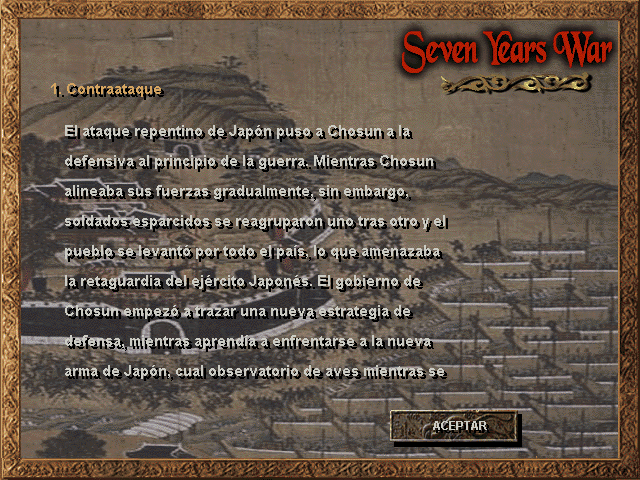 Seven Years War
1. Contraataque
El ataque repentino de Japón puso a Chosun a la
defensiva al principio de la guerra. Mientras Chosun
alineaba sus fuerzas gradualmente, sin embargo,
soldados esparcidos se reagruparon uno tras otro y el
pueblo se levantó por todo el país, lo que amenazaba
la retaguardia del ejército Japonés. El gobierno de
Chosun empezó a trazar una nueva estrategia de
defensa, mientras aprendía a enfrentarse a la nueva
arma de Japón, cual observatorio de aves mientras se
ACEPTAR